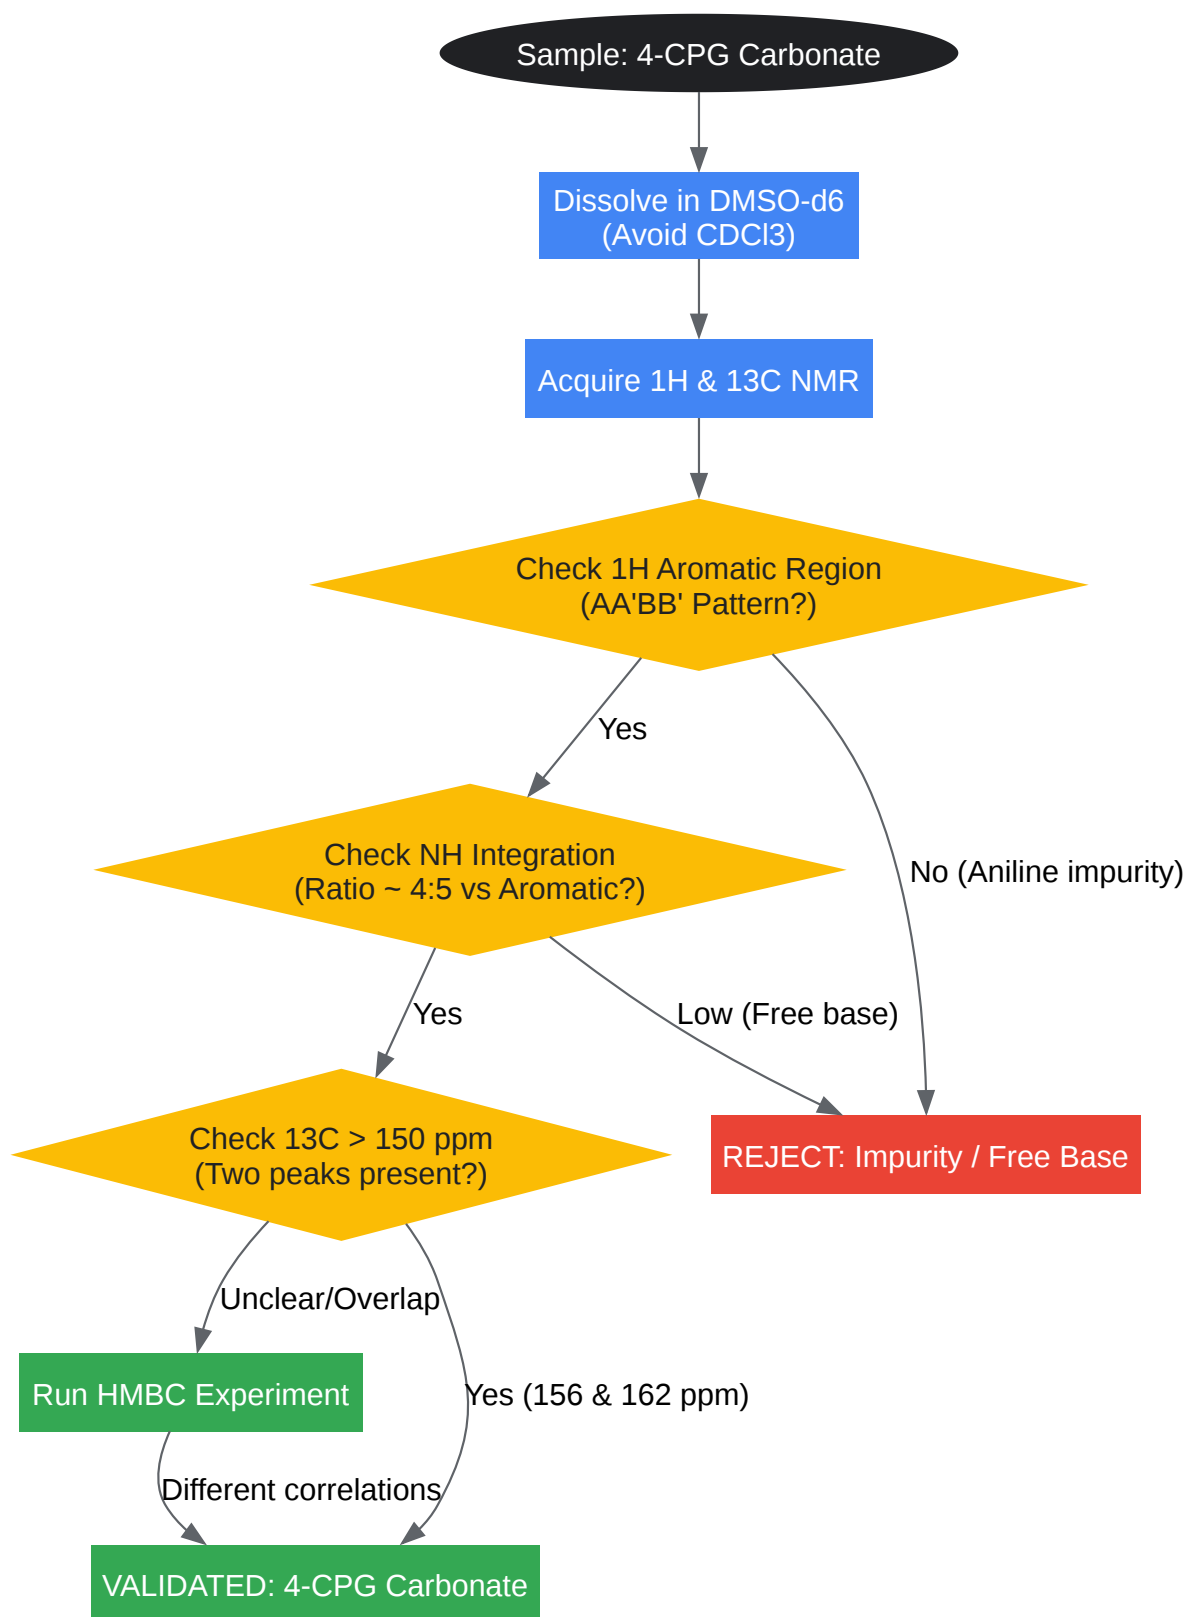 Sample: 4-CPG Carbonate
Dissolve in DMSO-d6
(Avoid CDCl3)
Acquire 1H & 13C NMR
Check 1H Aromatic Region
(AA'BB' Pattern?)
Yes
Check NH Integration
(Ratio ~ 4:5 vs Aromatic?)
No (Aniline impurity)
Yes
Low (Free base)
Check 13C > 150 ppm
(Two peaks present?)
REJECT: Impurity / Free Base
Unclear/Overlap
Run HMBC Experiment
Yes (156 & 162 ppm)
Different correlations
VALIDATED: 4-CPG Carbonate